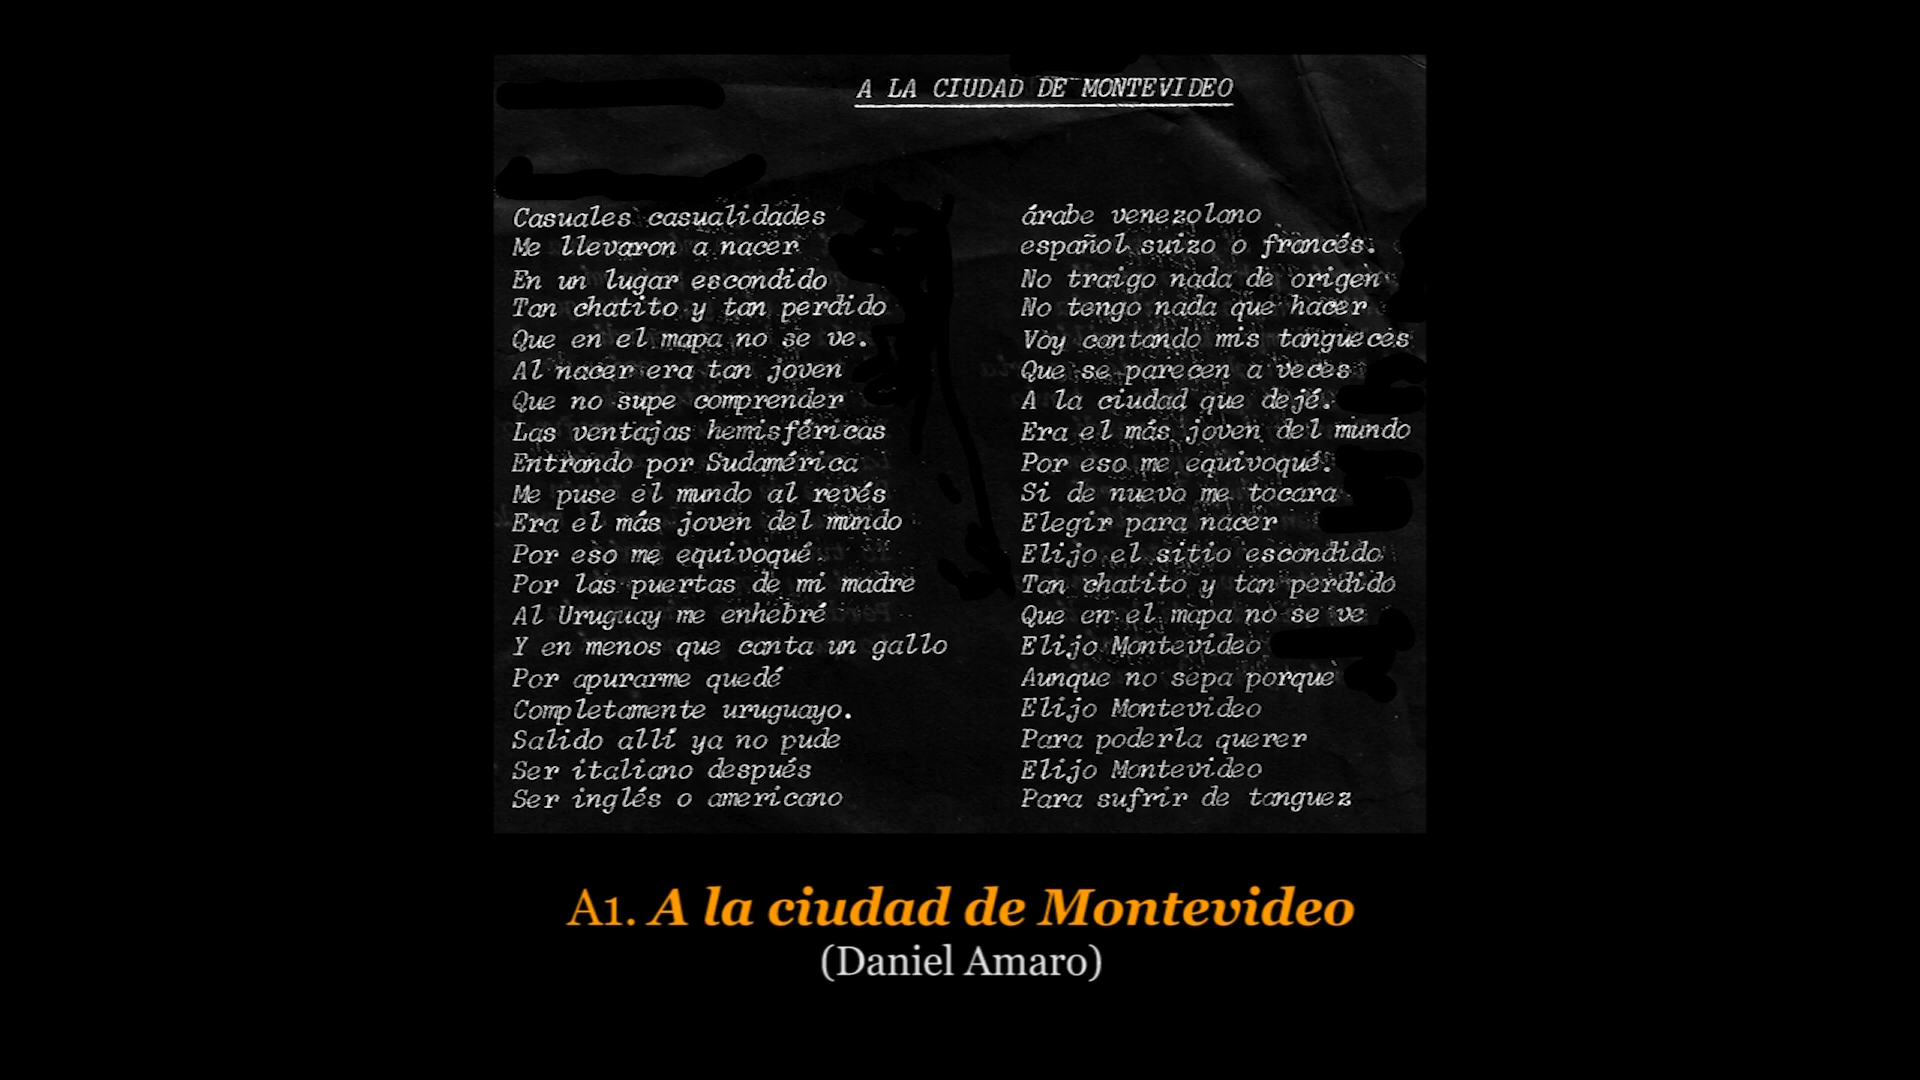 A LA CIUDAD DE MONTEVIDEO
Casuales casualidades
Me llevaron a nacer
En un lugar escondido
Tan chatito y tan perdido
Que en el mapa no se ve.
Al nacer era tan joven
Que no supe comprender
Las ventajas hemisféricas
Entrando por Sudamérica
Me puse el mundo al revés
Era el más joven del mundo
Por eso me equivoqué.
Por las puertas de mi madre
Al Uruguay me enhebré
Y en menos que canta un gallo
Por apurarme quedé
Completamente uruguayo.
Salido allí ya no pude
Ser italiano después
Ser inglés o americano
árabe venezolano
español suizo o francés.
No traigo nada de origen
No tengo nada que hacer
Voy contando mis tangueces
Que se parecen a veces
A la ciudad que dejé.
Era el más joven del mundo
Por eso me equivoqué.
Si de nuevo me tocara
Elegir para nacer
Elijo el sitio escondido
Tan chatito y tan perdido
Que en el mapa no se ve
Elijo Montevideo
Aunque no sepa porque
Elijo Montevideo
Para poderla querer
Elijo Montevideo
Para sufrir de tanguez
A1. A la ciudad de Montevideo
(Daniel Amaro)